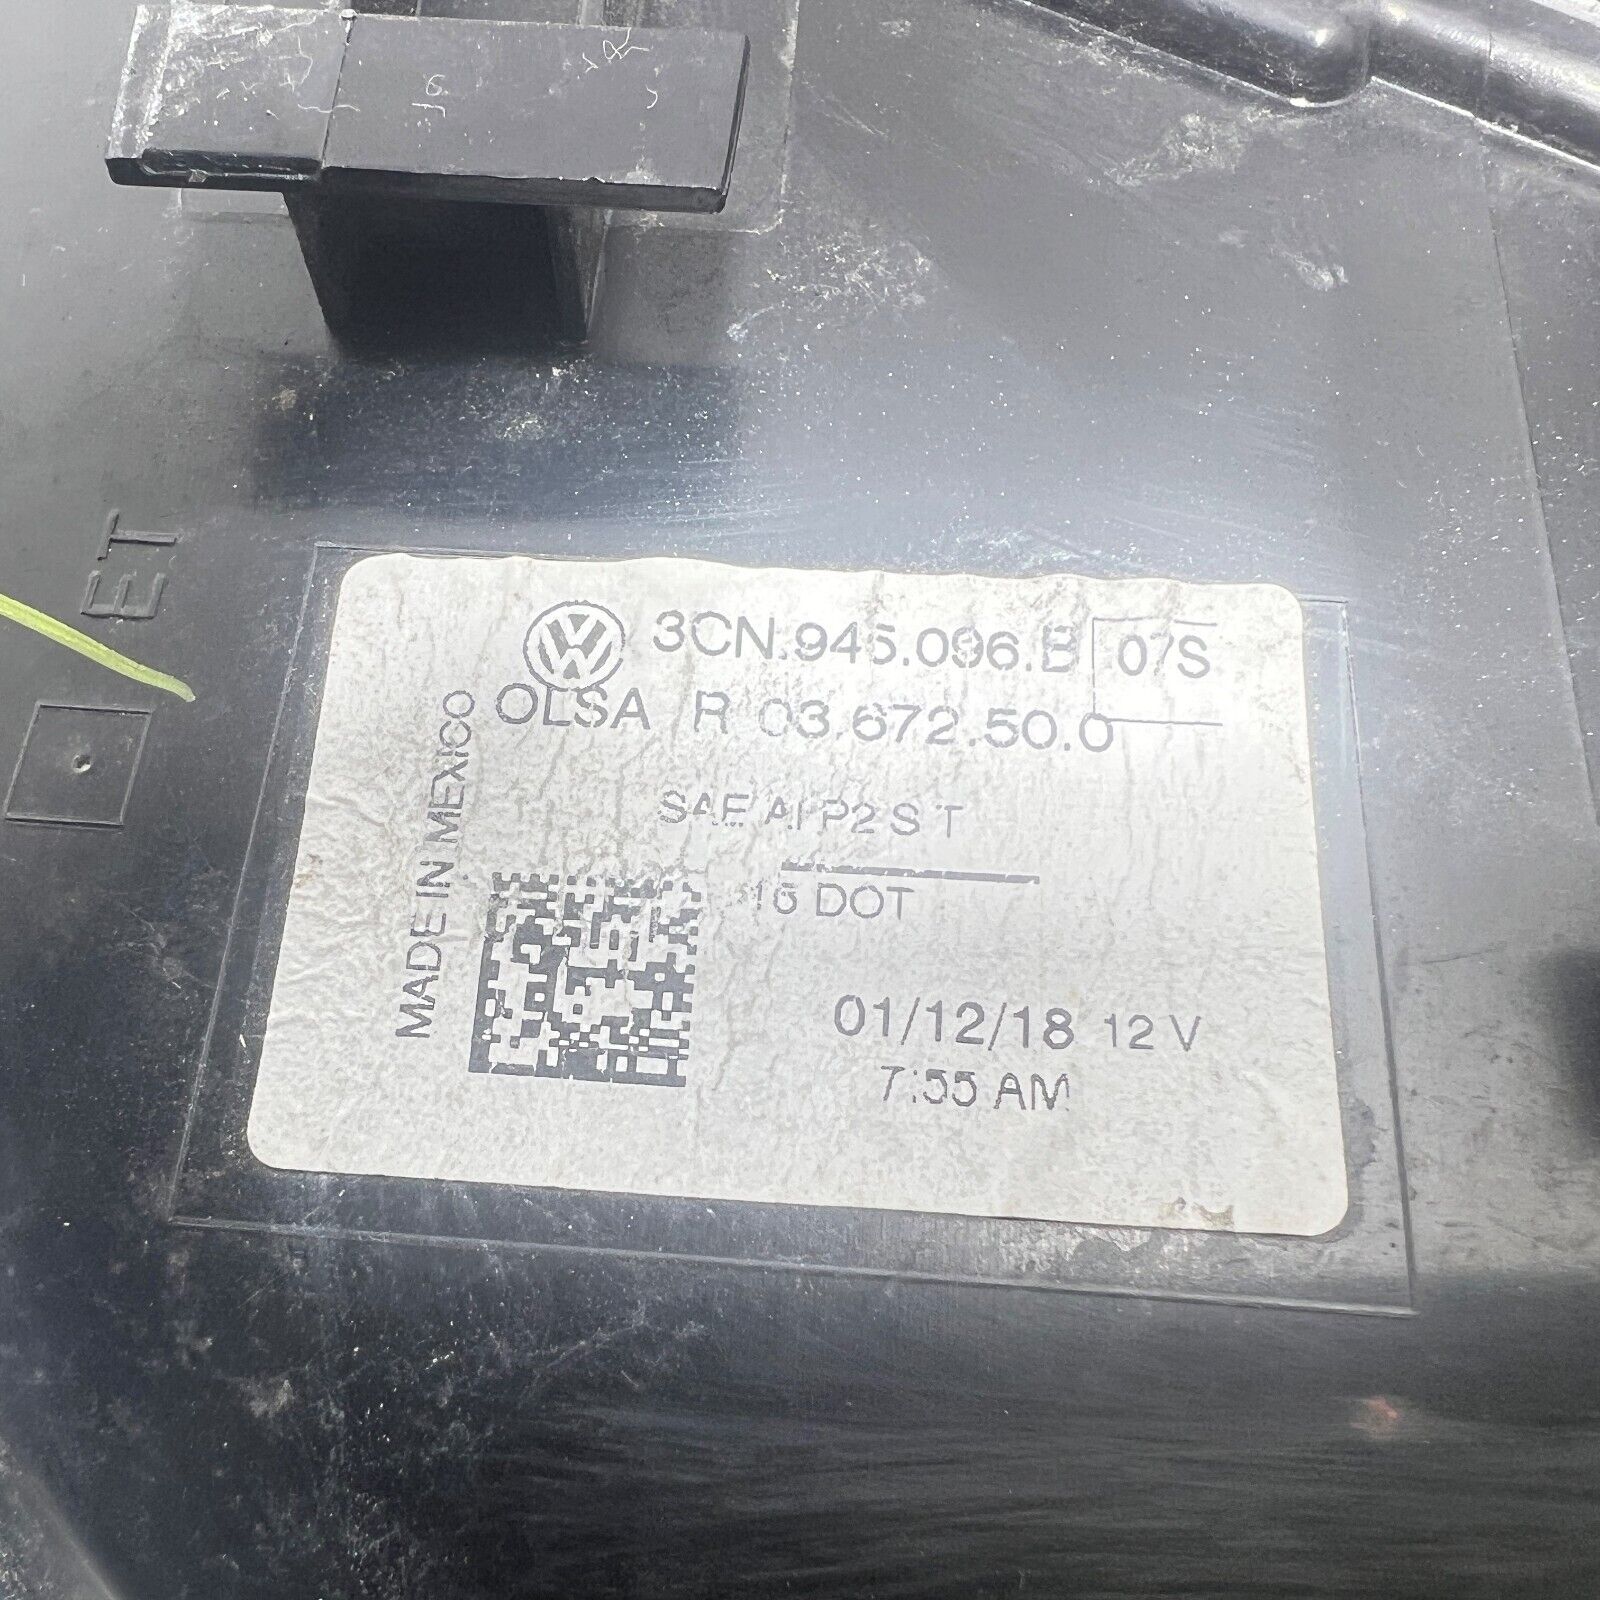 3CN.945.096.B 07S
OLSA R 03.672.50.0
MADE IN MEXICO
SAE AI P2 S T
16 DOT
01/12/18 12 V
7:55 AM
ET